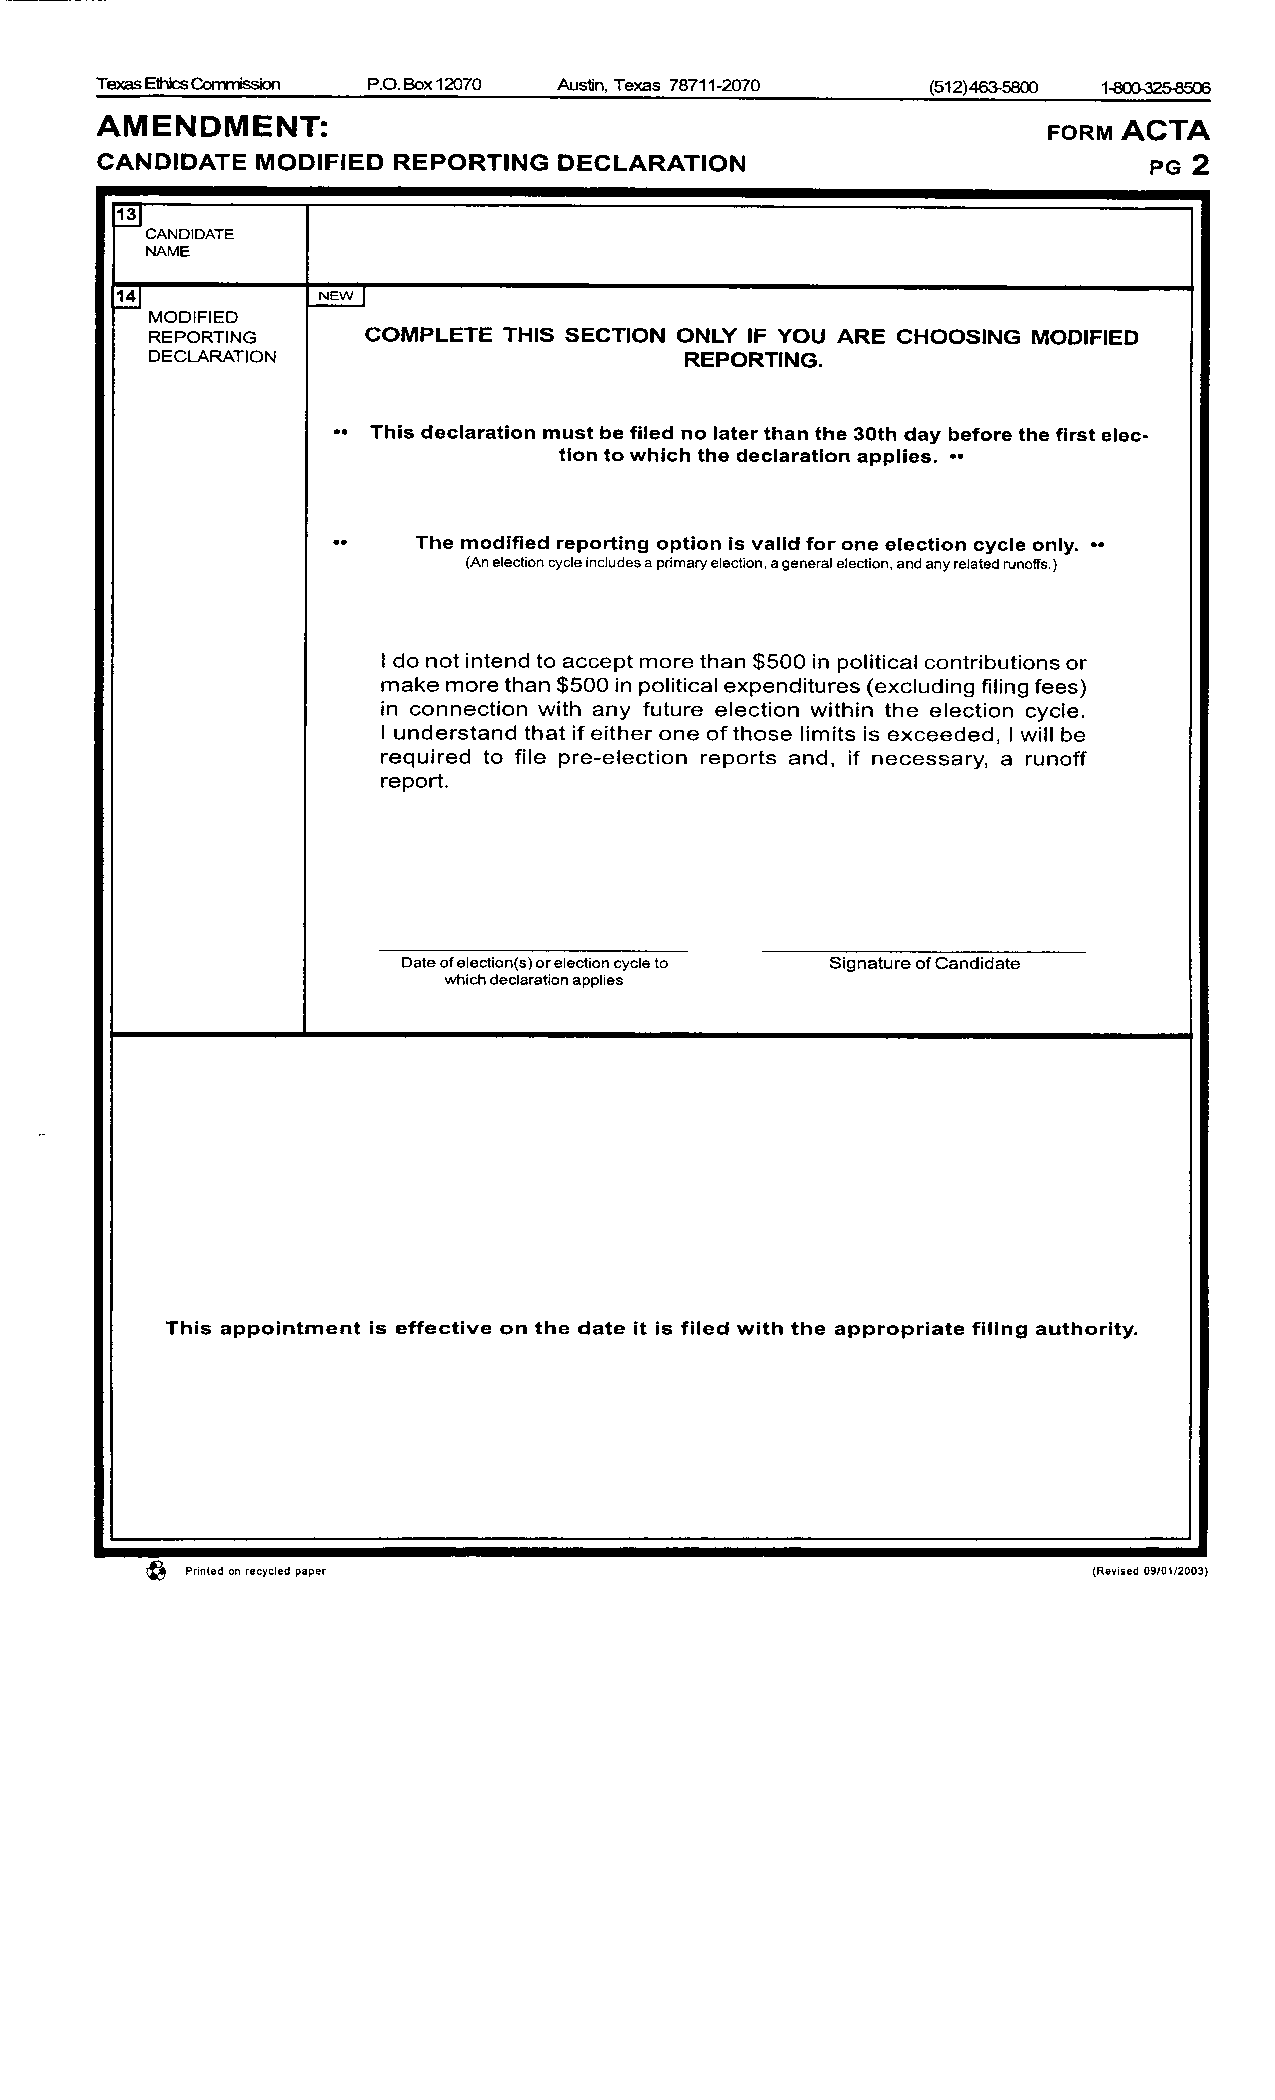 Texas Ethics Commission P.O. Box 12070 Austin, Texas 78711-2070 (512)463-5800 1-800-325-8506
AMENDMENT: FORM ACTA
CANDIDATE MODIFIED REPORTING DECLARATION PG 2
13
CANDIDATE
NAME
14 NEW
MODIFIED
REPORTING
DECLARATION
COMPLETE THIS SECTION ONLY IF YOU ARE CHOOSING MODIFIED
REPORTING.
•• This declaration must be filed no later than the 30th day before the first elec-
tion to which the declaration applies. ••
•• The modified reporting option is valid for one election cycle only. ••
(An election cycle includes a primary election, a general election, and any related runoffs.)
I do not intend to accept more than $500 in political contributions or
make more than $500 in political expenditures (excluding filing fees)
in connection with any future election within the election cycle.
I understand that if either one of those limits is exceeded, I will be
required to file pre-election reports and, if necessary, a runoff
report.
Date of election(s) or election cycle to Signature of Candidate
which declaration applies
This appointment is effective on the date it is filed with the appropriate filing authority.
Printed on recycled paper (Revised 09/01/2003)